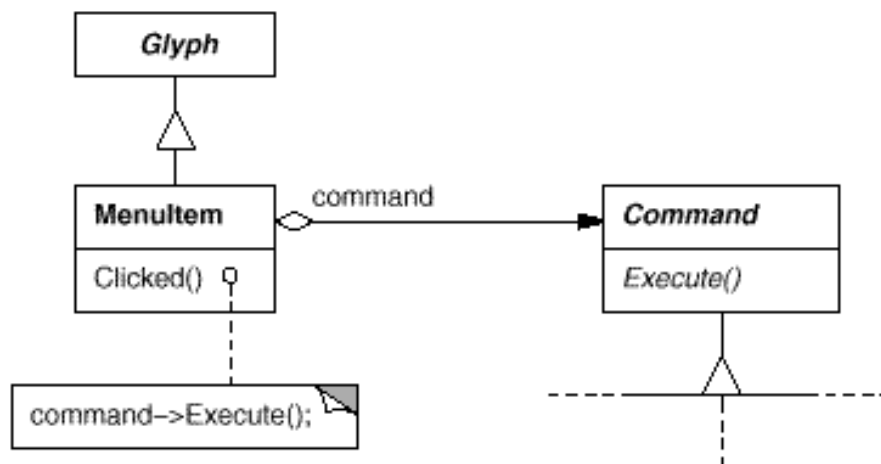 Glyph
MenuItem
command
Command
Clicked()
Execute()
command–>Execute();